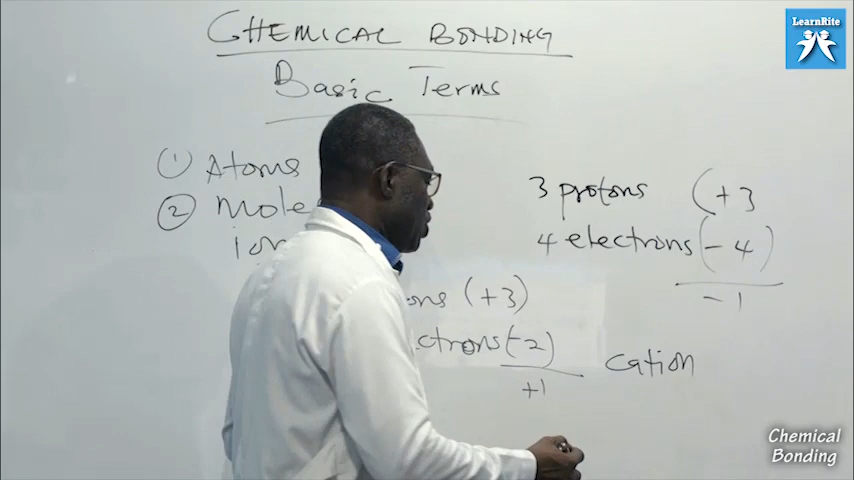 LearnRite
CHEMICAL BONDING
Basic Terms
① Atoms
② Mole
ion
3 protons (+3
4 electrons (-4)
-1
ons (+3)
ctrons (-2)
+1
cation
Chemical
Bonding